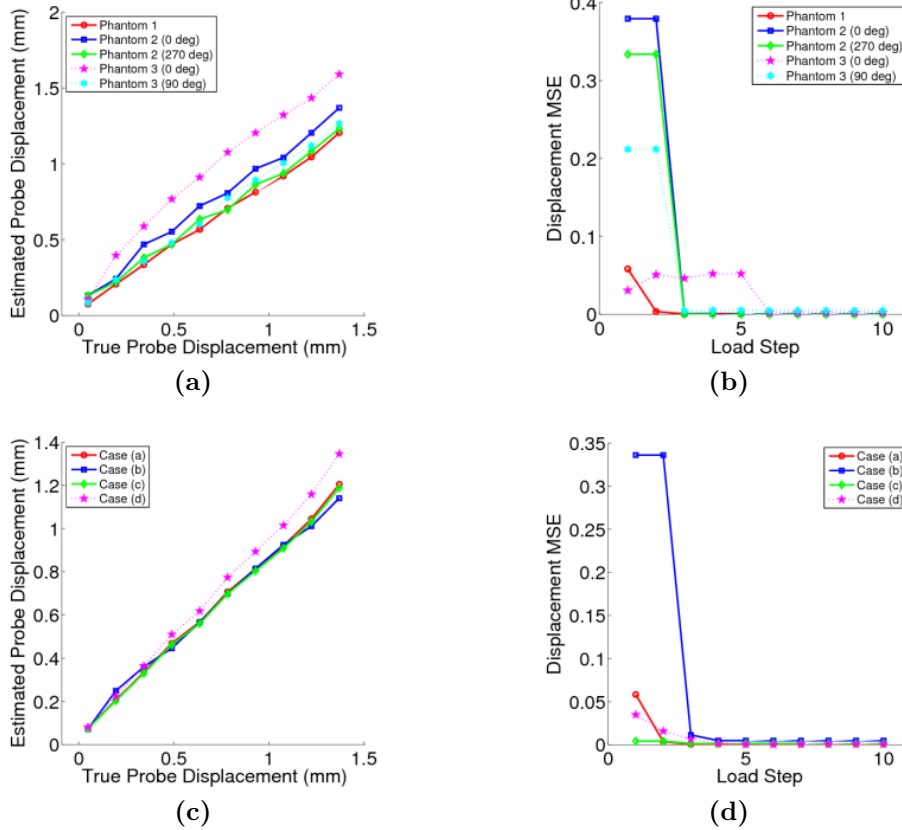 2
1.5
1
0.5
0
0
0.5
1
1.5
Estimated Probe Displacement (mm)
True Probe Displacement (mm)
Phantom 1
Phantom 2 (0 deg)
Phantom 2 (270 deg)
Phantom 3 (0 deg)
Phantom 3 (90 deg)
(a)
0.4
0.3
0.2
0.1
0
0
5
10
Displacement MSE
Load Step
Phantom 1
Phantom 2 (0 deg)
Phantom 2 (270 deg)
Phantom 3 (0 deg)
Phantom 3 (90 deg)
(b)
1.4
1.2
1
0.8
0.6
0.4
0.2
0
0
0.5
1
1.5
Estimated Probe Displacement (mm)
True Probe Displacement (mm)
Case (a)
Case (b)
Case (c)
Case (d)
(c)
0.35
0.3
0.25
0.2
0.15
0.1
0.05
0
0
5
10
Displacement MSE
Load Step
Case (a)
Case (b)
Case (c)
Case (d)
(d)